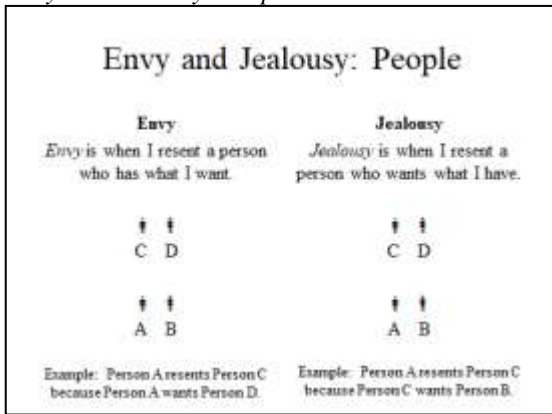 Envy and Jealousy: People
Envy
Envy is when I resent a person
who has what I want.
C D
A B
Example: Person A resents Person C
because Person A wants Person D.
Jealousy
Jealousy is when I resent a
person who wants what I have.
C D
A B
Example: Person A resents Person C
because Person C wants Person B.